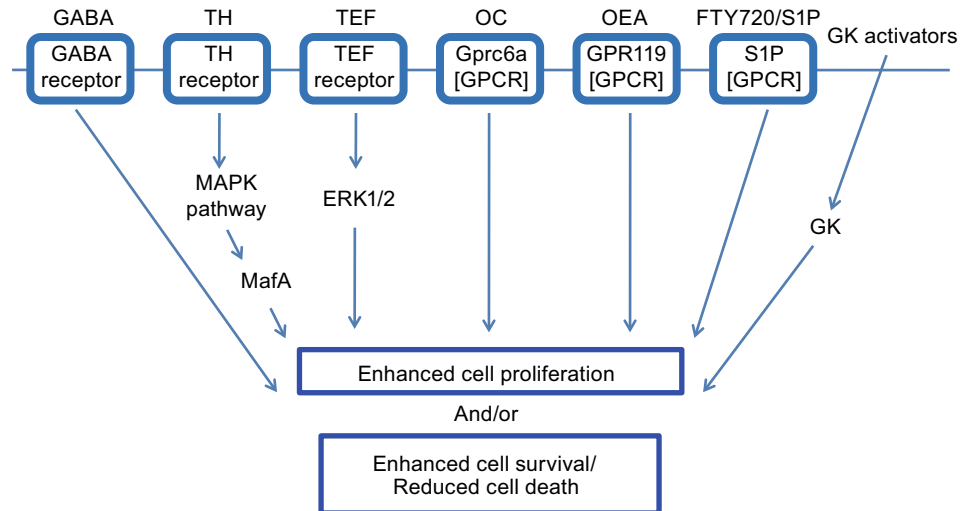 GABA
TH
TEF
OC
OEA
FTY720/S1P
GK activators
GABA
receptor
TH
receptor
TEF
receptor
Gprc6a
[GPCR]
GPR119
[GPCR]
S1P
[GPCR]
MAPK
pathway
ERK1/2
GK
MafA
Enhanced cell proliferation
And/or
Enhanced cell survival/
Reduced cell death